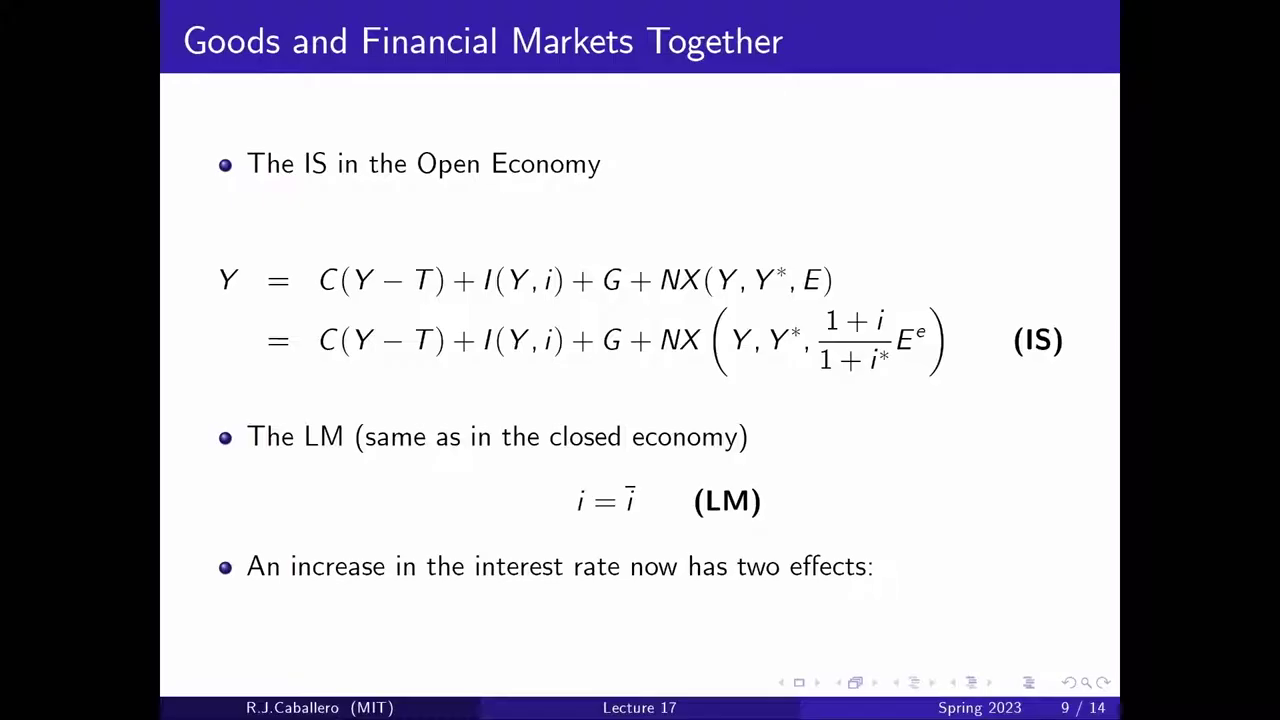 Goods and Financial Markets Together
The IS in the Open Economy
Y = C(Y − T) + I(Y, i) + G + NX(Y, Y*, E)
= C(Y − T) + I(Y, i) + G + NX(Y, Y*, (1 + i)/(1 + i*) Eᵉ) (IS)
The LM (same as in the closed economy)
i = ī (LM)
An increase in the interest rate now has two effects:
R.J.Caballero (MIT) Lecture 17 Spring 2023 9 / 14